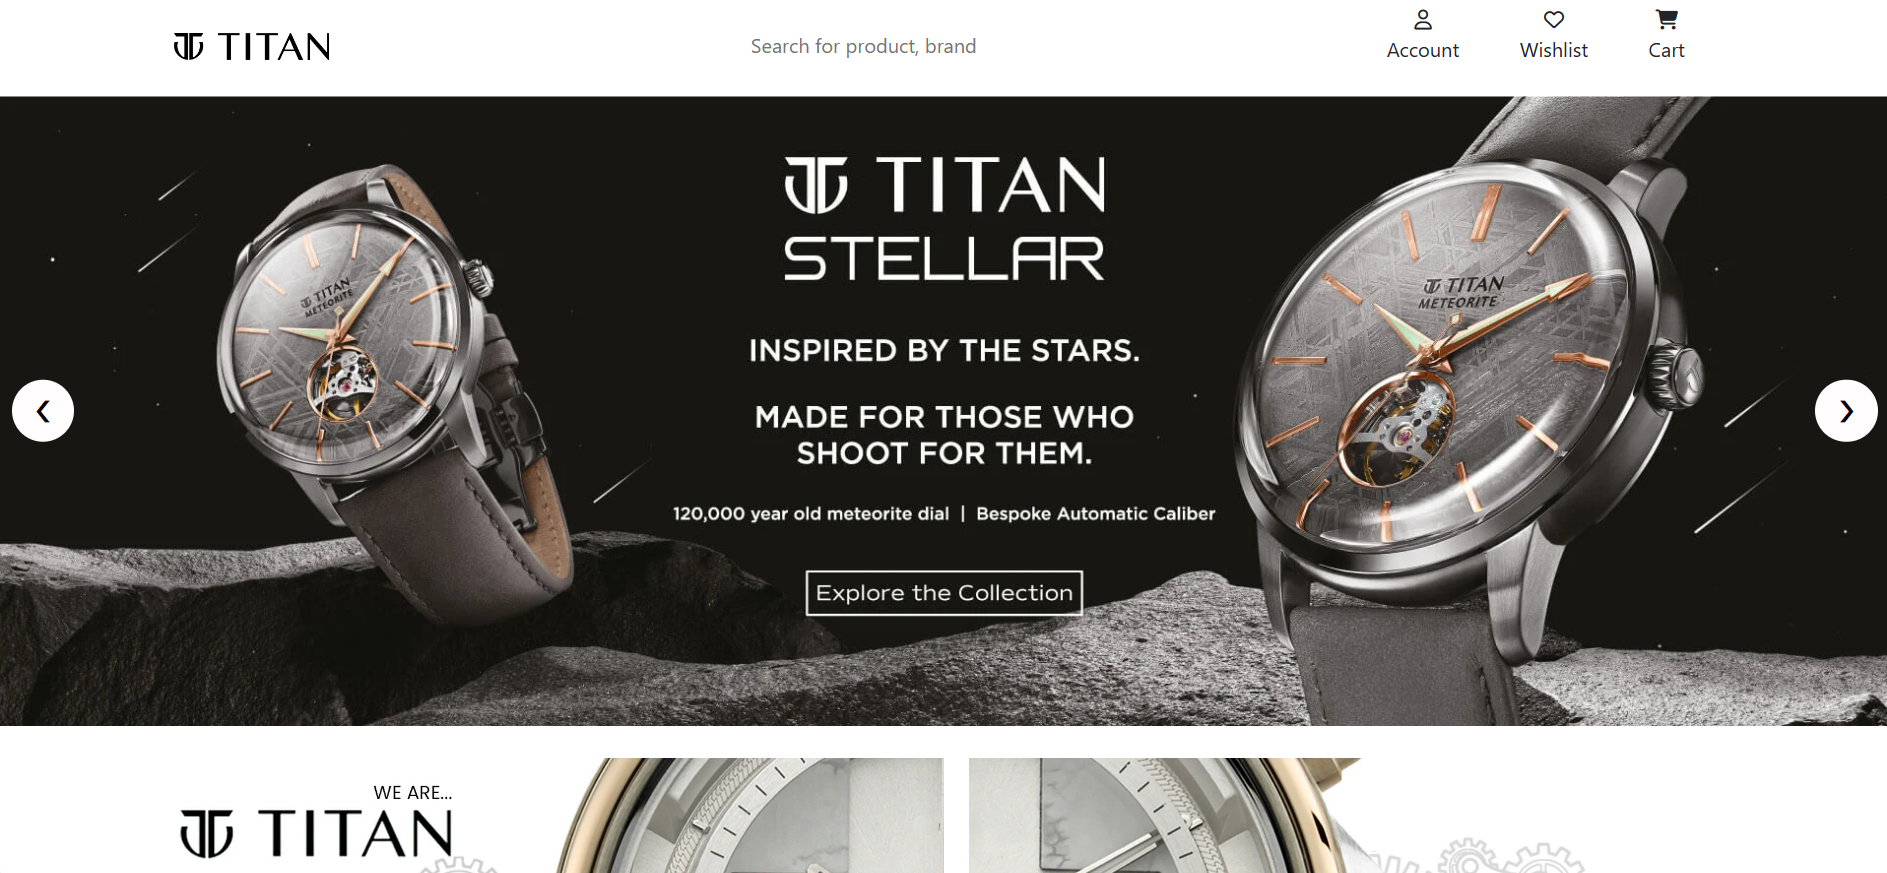 TITAN
Search for product, brand
Account
Wishlist
Cart
TITAN
STELLAR
INSPIRED BY THE STARS.
MADE FOR THOSE WHO
SHOOT FOR THEM.
120,000 year old meteorite dial | Bespoke Automatic Caliber
Explore the Collection
TITAN
METEORITE
TITAN
METEORITE
WE ARE...
TITAN